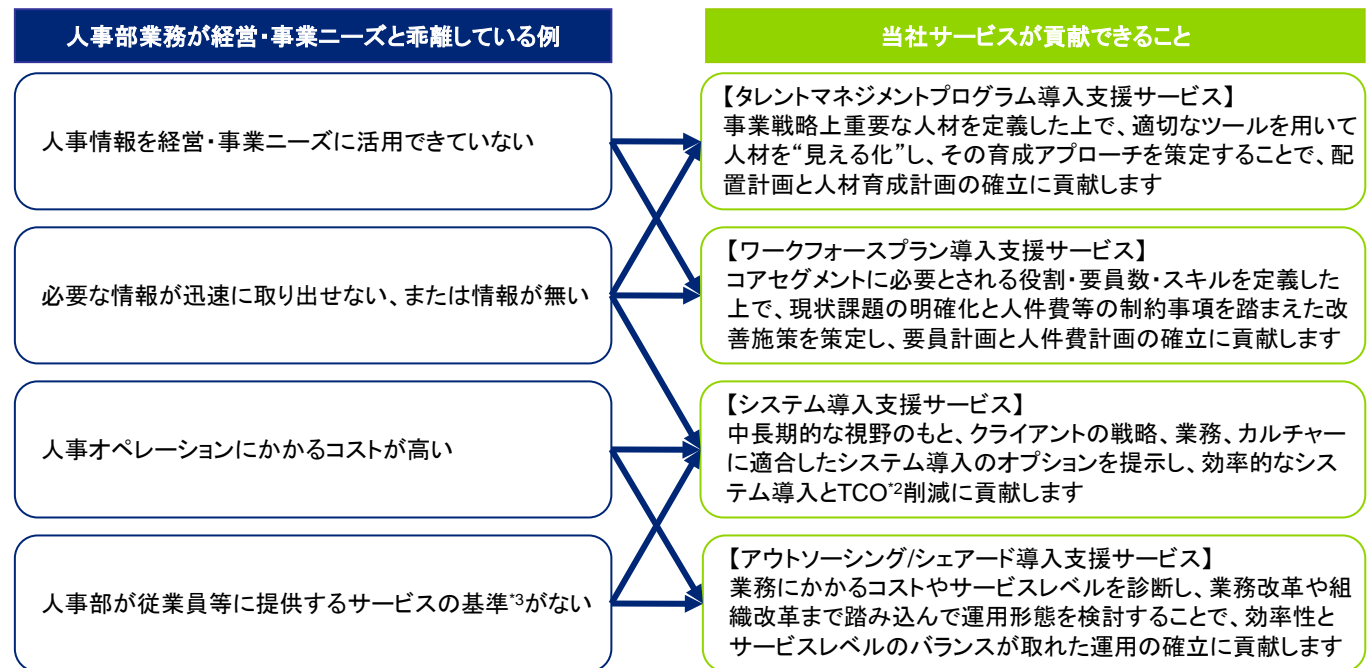 人事部業務が経営・事業ニーズと乖離している例
当社サービスが貢献できること
人事情報を経営・事業ニーズに活用できていない
【タレントマネジメントプログラム導入支援サービス】
事業戦略上重要な人材を定義した上で、適切なツールを用いて
人材を“見える化”し、その育成アプローチを策定することで、配
置計画と人材育成計画の確立に貢献します
必要な情報が迅速に取り出せない、または情報が無い
【ワークフォースプラン導入支援サービス】
コアセグメントに必要とされる役割・要員数・スキルを定義した
上で、現状課題の明確化と人件費等の制約事項を踏まえた改
善施策を策定し、要員計画と人件費計画の確立に貢献します
人事オペレーションにかかるコストが高い
【システム導入支援サービス】
中長期的な視野のもと、クライアントの戦略、業務、カルチャー
に適合したシステム導入のオプションを提示し、効率的なシス
テム導入とTCO*2削減に貢献します
人事部が従業員等に提供するサービスの基準*3がない
【アウトソーシング/シェアード導入支援サービス】
業務にかかるコストやサービスレベルを診断し、業務改革や組
織改革まで踏み込んで運用形態を検討することで、効率性と
サービスレベルのバランスが取れた運用の確立に貢献します